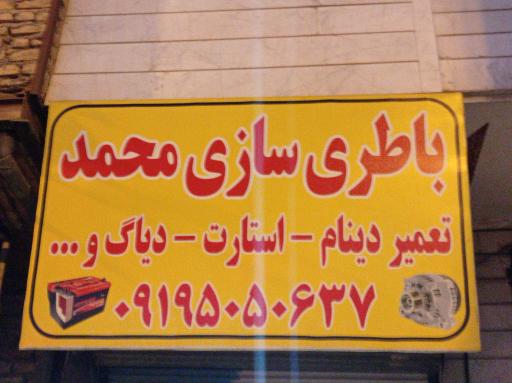 باطری سازی محمد
تعمیر دینام - استارت - دیاگ و ...
۰۹۱۹۵۰۵۰۶۳۷